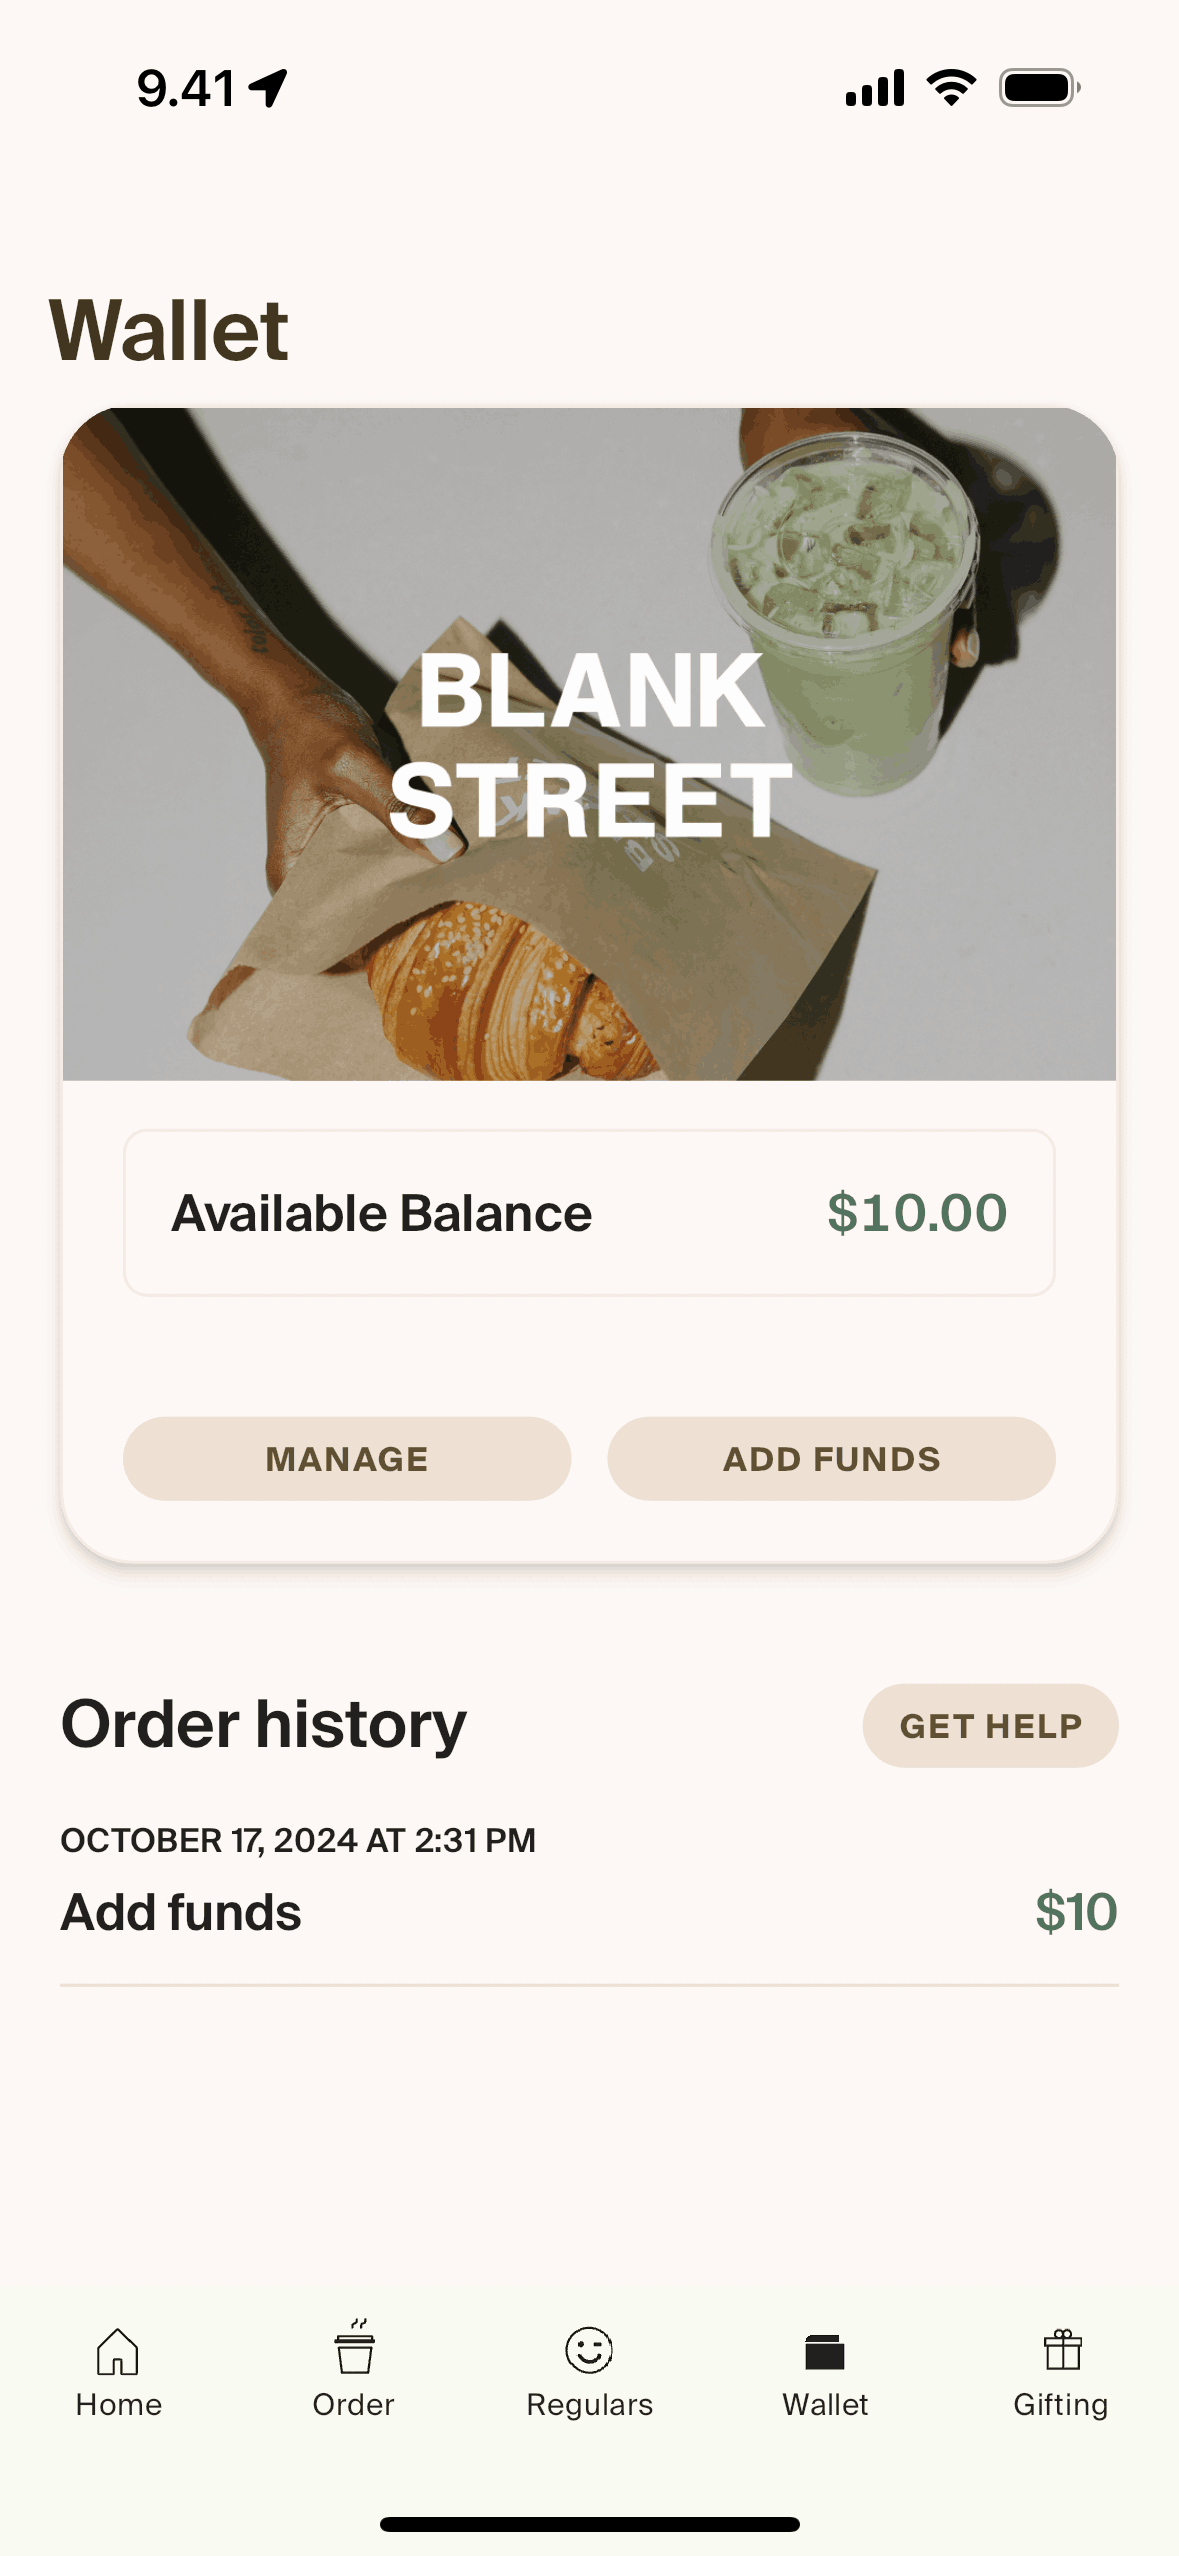 9.41
Wallet
BLANK
STREET
Available Balance $10.00
MANAGE ADD FUNDS
Order history GET HELP
OCTOBER 17, 2024 AT 2:31 PM
Add funds $10
Home Order Regulars Wallet Gifting